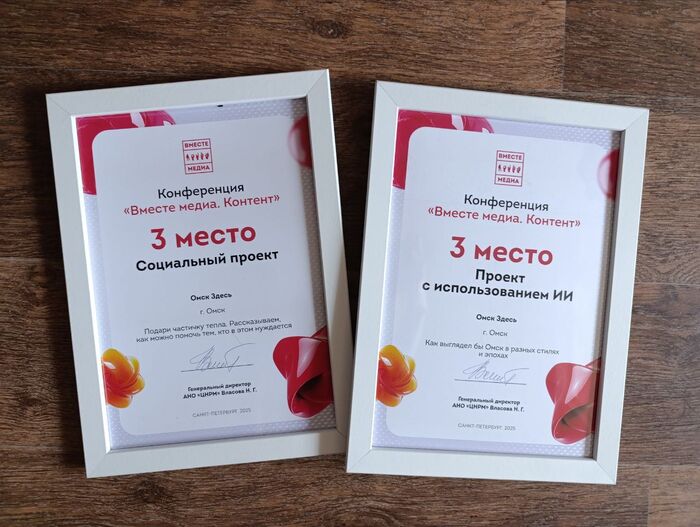 ВМЕСТЕ
МЕДИА
Конференция
«Вместе медиа. Контент»
3 место
Социальный проект
Омск Здесь
г. Омск
Подари частичку тепла. Рассказываем,
как можно помочь тем, кто в этом нуждается
Генеральный директор
АНО «ЦНРМ» Власова Н. Г.
САНКТ-ПЕТЕРБУРГ, 2025
ВМЕСТЕ
МЕДИА
Конференция
«Вместе медиа. Контент»
3 место
Проект
с использованием ИИ
Омск Здесь
г. Омск
Как выглядел бы Омск в разных стилях
и эпохах
Генеральный директор
АНО «ЦНРМ» Власова Н. Г.
САНКТ-ПЕТЕРБУРГ, 2025